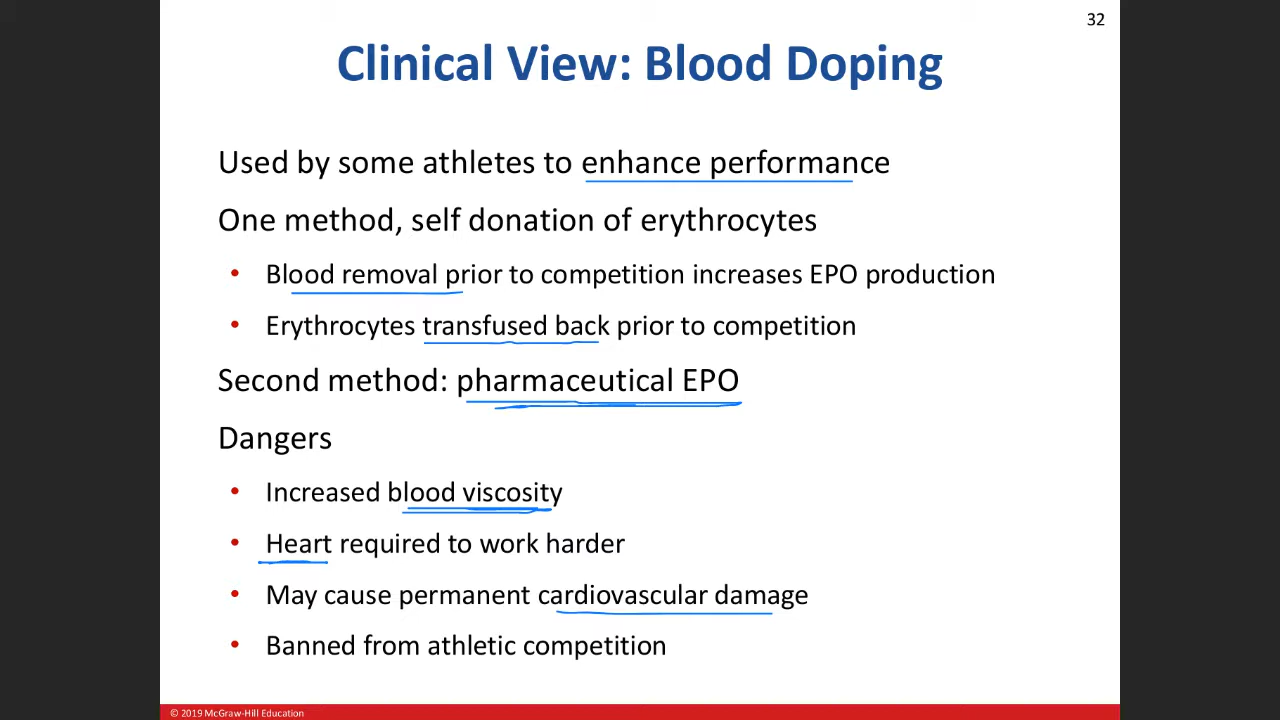 32
Clinical View: Blood Doping
Used by some athletes to enhance performance
One method, self donation of erythrocytes
• Blood removal prior to competition increases EPO production
• Erythrocytes transfused back prior to competition
Second method: pharmaceutical EPO
Dangers
• Increased blood viscosity
• Heart required to work harder
• May cause permanent cardiovascular damage
• Banned from athletic competition
© 2019 McGraw-Hill Education